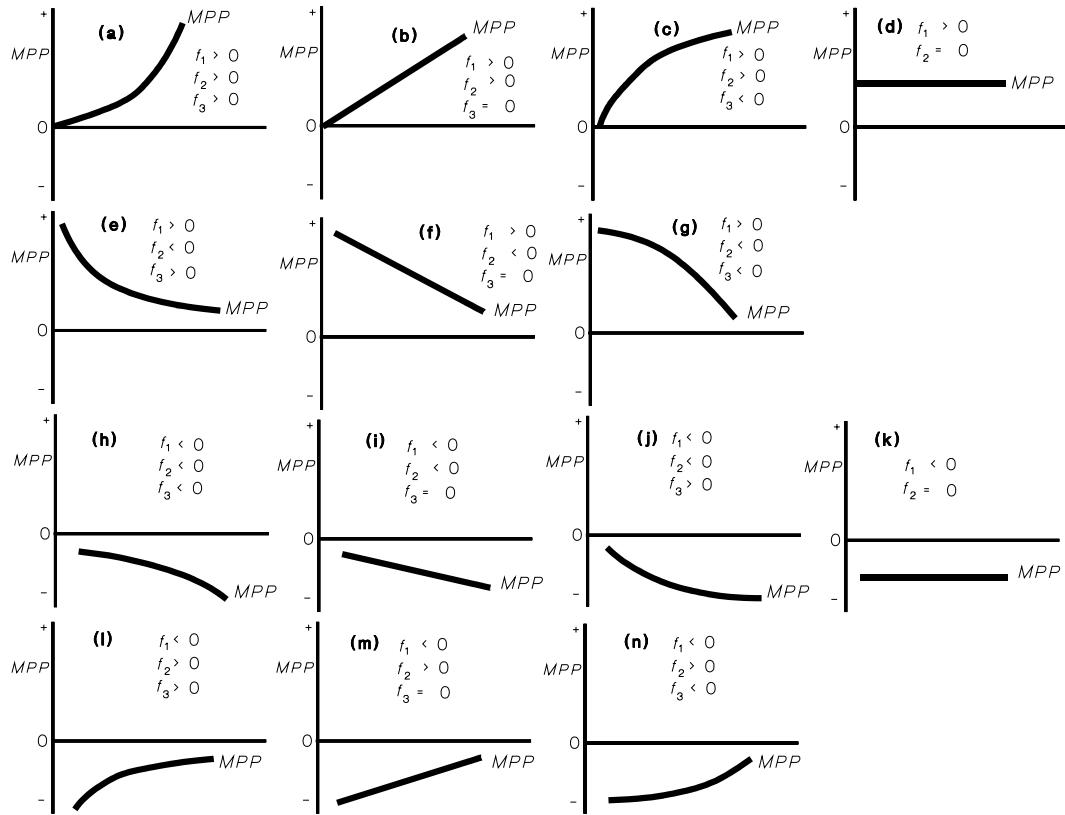 +
MPP
0
–
(a)
MPP
f1 > 0
f2 > 0
f3 > 0
+
MPP
0
–
(b)
MPP
f1 > 0
f2 > 0
f3 = 0
+
MPP
0
–
(c)
MPP
f1 > 0
f2 > 0
f3 < 0
+
MPP
0
–
(d)
f1 > 0
f2 = 0
MPP
+
MPP
0
–
(e)
f1 > 0
f2 < 0
f3 > 0
MPP
+
MPP
0
–
(f)
f1 > 0
f2 < 0
f3 = 0
MPP
+
MPP
0
–
(g)
f1 > 0
f2 < 0
f3 < 0
MPP
+
MPP
0
–
(h)
f1 < 0
f2 < 0
f3 < 0
MPP
+
MPP
0
–
(i)
f1 < 0
f2 < 0
f3 = 0
MPP
+
MPP
0
–
(j)
f1 < 0
f2 < 0
f3 > 0
MPP
+
MPP
0
–
(k)
f1 < 0
f2 = 0
MPP
+
MPP
0
–
(l)
f1 < 0
f2 > 0
f3 > 0
MPP
+
MPP
0
–
(m)
f1 < 0
f2 > 0
f3 = 0
MPP
+
MPP
0
–
(n)
f1 < 0
f2 > 0
f3 < 0
MPP